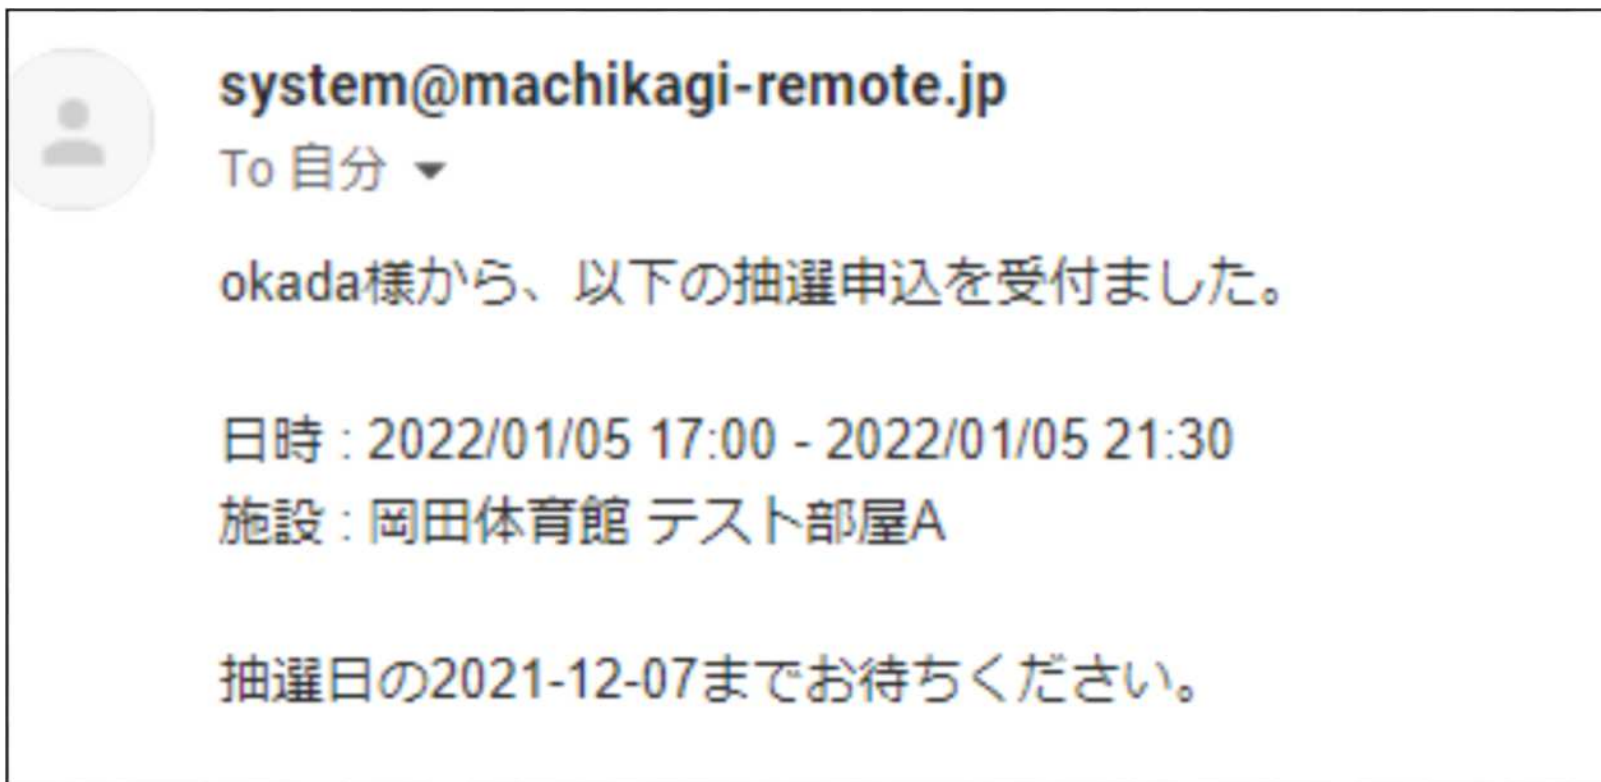 system@machikagi-remote.jp
To 自分
okada様から、以下の抽選申込を受付ました。
日時 : 2022/01/05 17:00 - 2022/01/05 21:30
施設 : 岡田体育館 テスト部屋A
抽選日の2021-12-07までお待ちください。